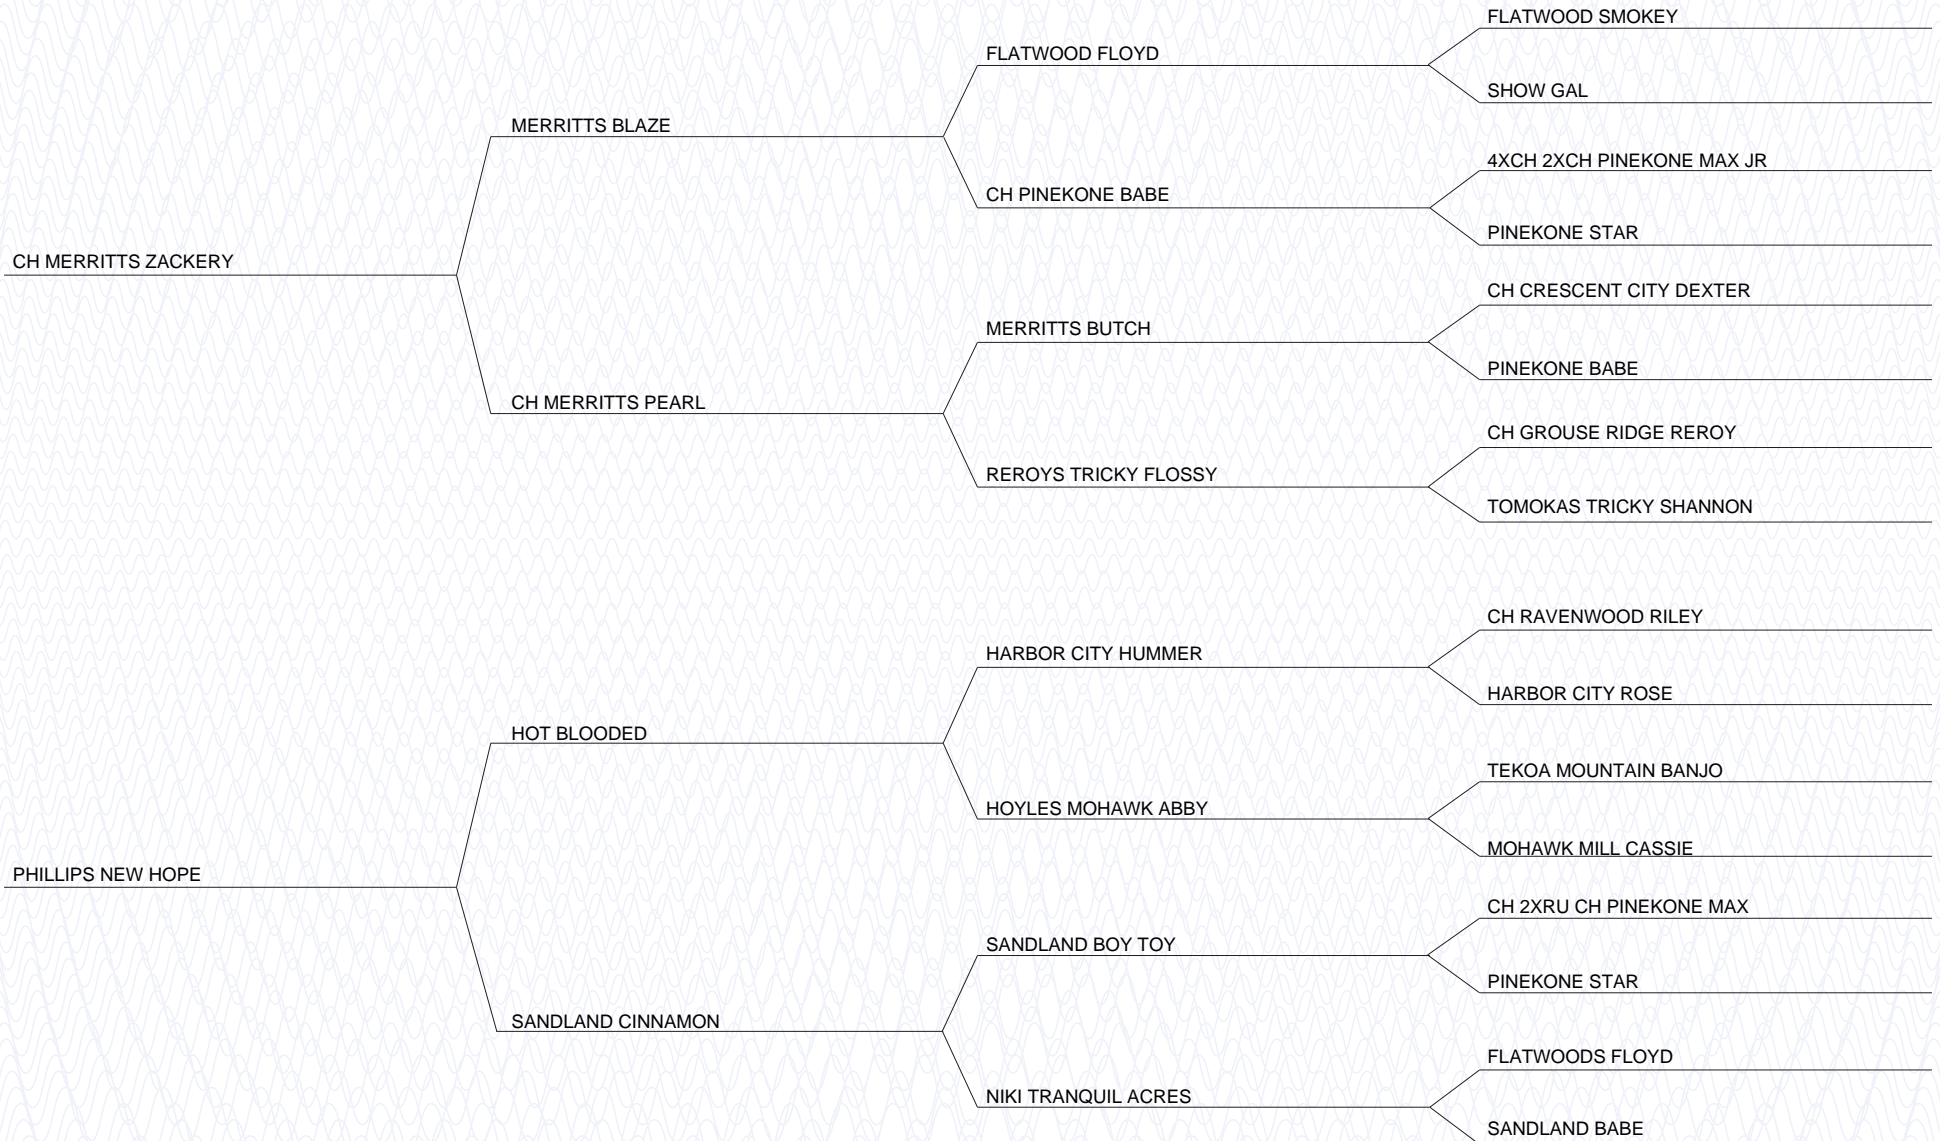 FLATWOOD SMOKEY
FLATWOOD FLOYD
SHOW GAL
MERRITTS BLAZE
4XCH 2XCH PINEKONE MAX JR
CH PINEKONE BABE
PINEKONE STAR
CH MERRITTS ZACKERY
CH CRESCENT CITY DEXTER
MERRITTS BUTCH
PINEKONE BABE
CH MERRITTS PEARL
CH GROUSE RIDGE REROY
REROYS TRICKY FLOSSY
TOMOKAS TRICKY SHANNON
CH RAVENWOOD RILEY
HARBOR CITY HUMMER
HARBOR CITY ROSE
HOT BLOODED
TEKOA MOUNTAIN BANJO
HOYLES MOHAWK ABBY
MOHAWK MILL CASSIE
PHILLIPS NEW HOPE
CH 2XRU CH PINEKONE MAX
SANDLAND BOY TOY
PINEKONE STAR
SANDLAND CINNAMON
FLATWOODS FLOYD
NIKI TRANQUIL ACRES
SANDLAND BABE